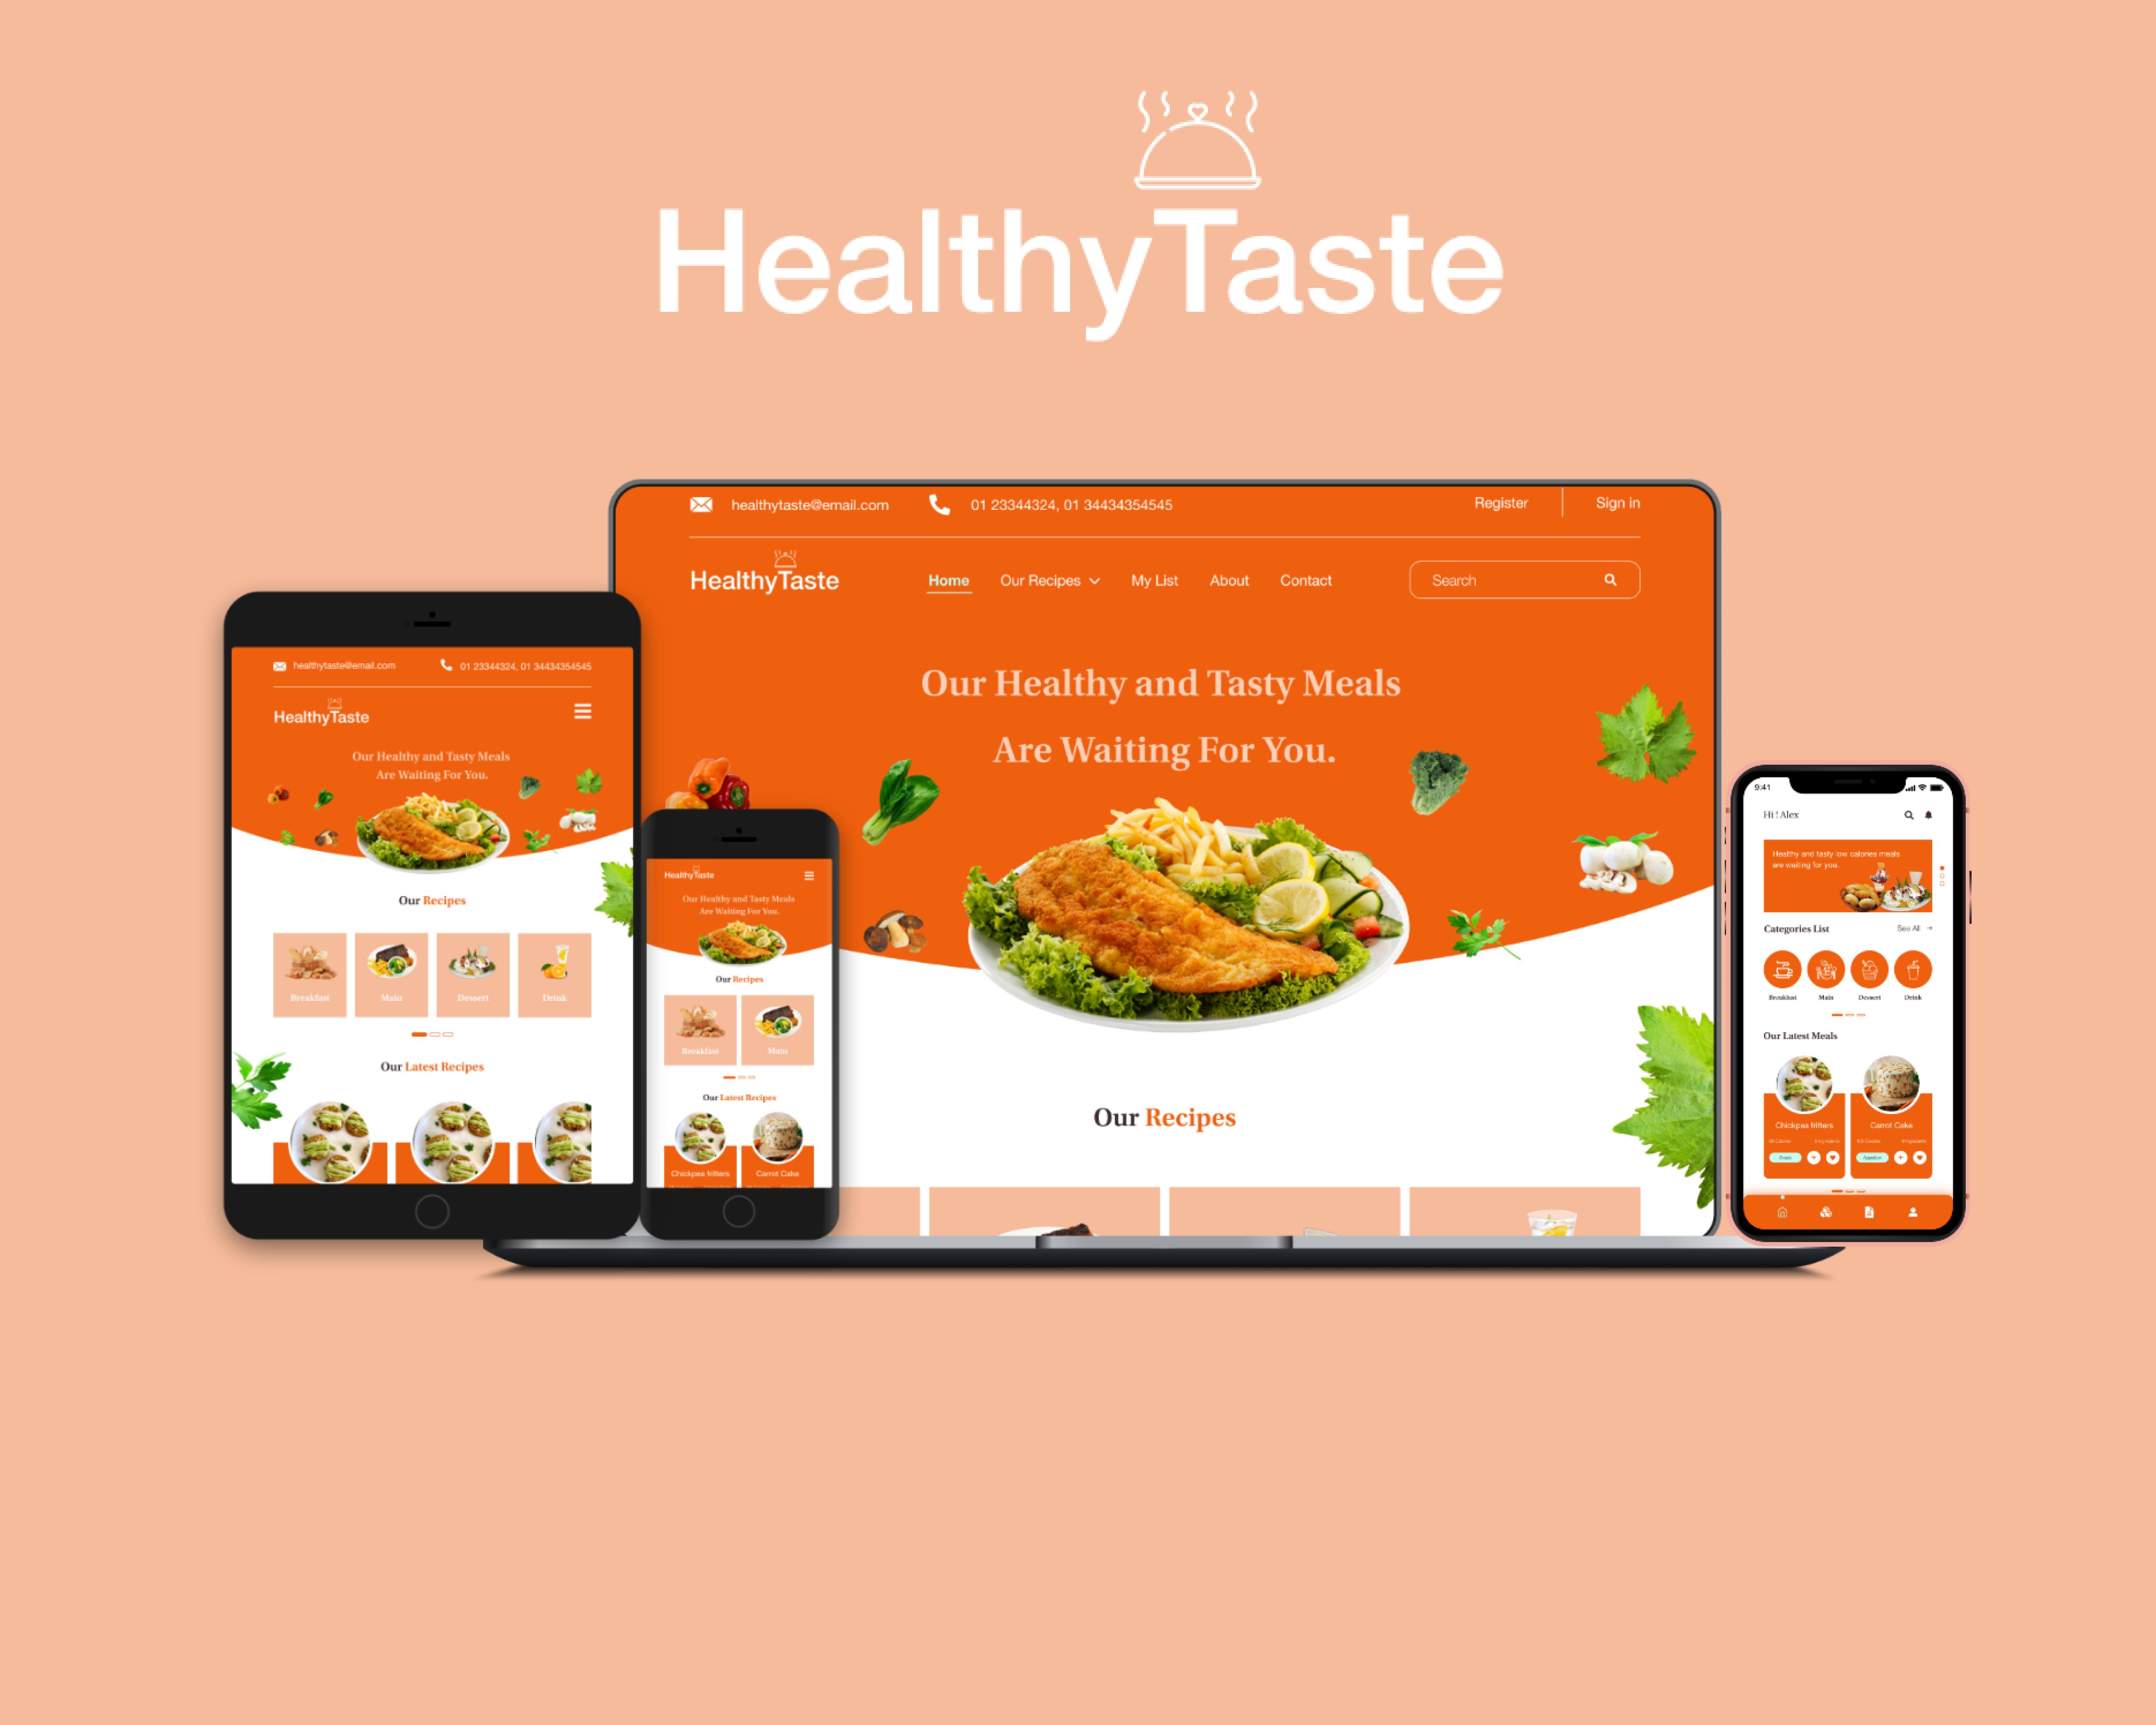 HealthyTaste
healthytaste@email.com
01 23344324, 01 34434354545
Register
Sign in
HealthyTaste
Home
Our Recipes
My List
About
Contact
Search
Our Healthy and Tasty Meals
Are Waiting For You.
Our Recipes
healthytaste@email.com
01 23344324, 01 34434354545
HealthyTaste
Our Healthy and Tasty Meals
Are Waiting For You.
Our Recipes
Breakfast
Main
Dessert
Drink
Our Latest Recipes
HealthyTaste
Our Healthy and Tasty Meals
Are Waiting For You.
Our Recipes
Breakfast
Main
Our Latest Recipes
Chickpea fritters
Carrot Cake
9:41
Hi ! Alex
Healthy and tasty low calories meals
are waiting for you.
Categories List
See All
Breakfast
Main
Dessert
Drink
Our Latest Meals
Chickpea fritters
Carrot Cake